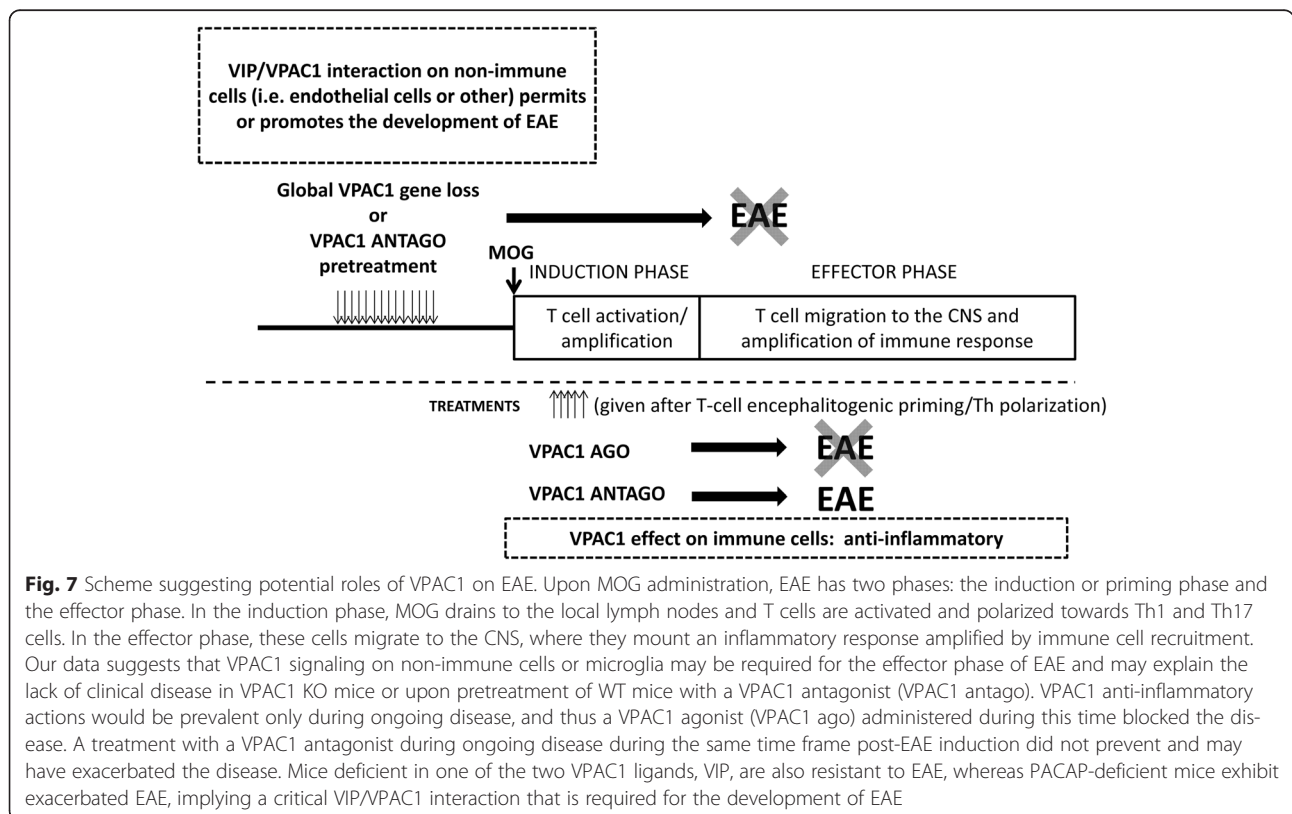 VIP/VPAC1 interaction on non-immune
cells (i.e. endothelial cells or other) permits
or promotes the development of EAE
Global VPAC1 gene loss
or
VPAC1 ANTAGO
pretreatment
EAE
MOG
INDUCTION PHASE
EFFECTOR PHASE
T cell activation/
amplification
T cell migration to the CNS and
amplification of immune response
TREATMENTS
(given after T-cell encephalitogenic priming/Th polarization)
VPAC1 AGO
EAE
VPAC1 ANTAGO
EAE
VPAC1 effect on immune cells: anti-inflammatory
Fig. 7 Scheme suggesting potential roles of VPAC1 on EAE. Upon MOG administration, EAE has two phases: the induction or priming phase and
the effector phase. In the induction phase, MOG drains to the local lymph nodes and T cells are activated and polarized towards Th1 and Th17
cells. In the effector phase, these cells migrate to the CNS, where they mount an inflammatory response amplified by immune cell recruitment.
Our data suggests that VPAC1 signaling on non-immune cells or microglia may be required for the effector phase of EAE and may explain the
lack of clinical disease in VPAC1 KO mice or upon pretreatment of WT mice with a VPAC1 antagonist (VPAC1 antago). VPAC1 anti-inflammatory
actions would be prevalent only during ongoing disease, and thus a VPAC1 agonist (VPAC1 ago) administered during this time blocked the dis-
ease. A treatment with a VPAC1 antagonist during ongoing disease during the same time frame post-EAE induction did not prevent and may
have exacerbated the disease. Mice deficient in one of the two VPAC1 ligands, VIP, are also resistant to EAE, whereas PACAP-deficient mice exhibit
exacerbated EAE, implying a critical VIP/VPAC1 interaction that is required for the development of EAE